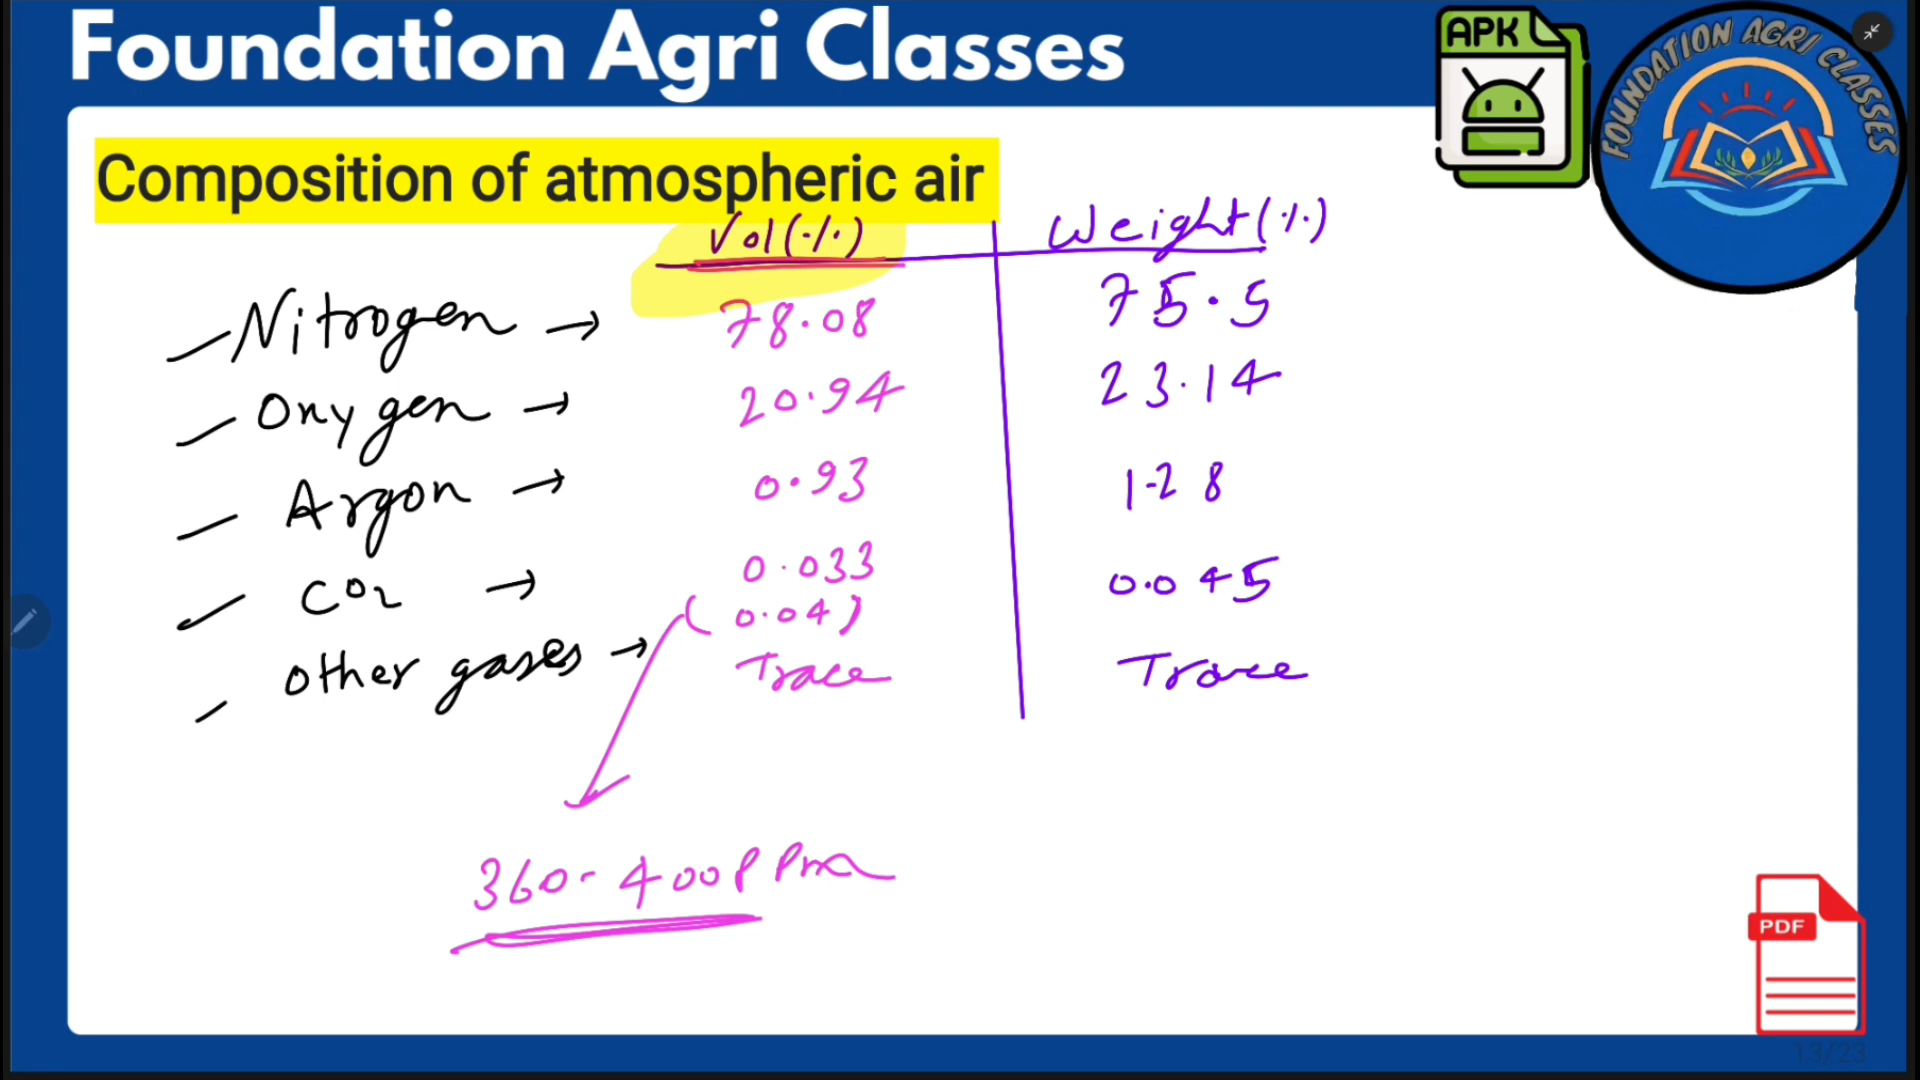 Foundation Agri Classes
APK
FOUNDATION AGRI CLASSES
Composition of atmospheric air
Vol (%) Weight (%)
Nitrogen → 78.08 75.5
Oxygen → 20.94 23.14
Argon → 0.93 1.28
CO2 → 0.033 0.045
(0.04)
other gases → Trace Trace
360-400 PPm
PDF
13/23